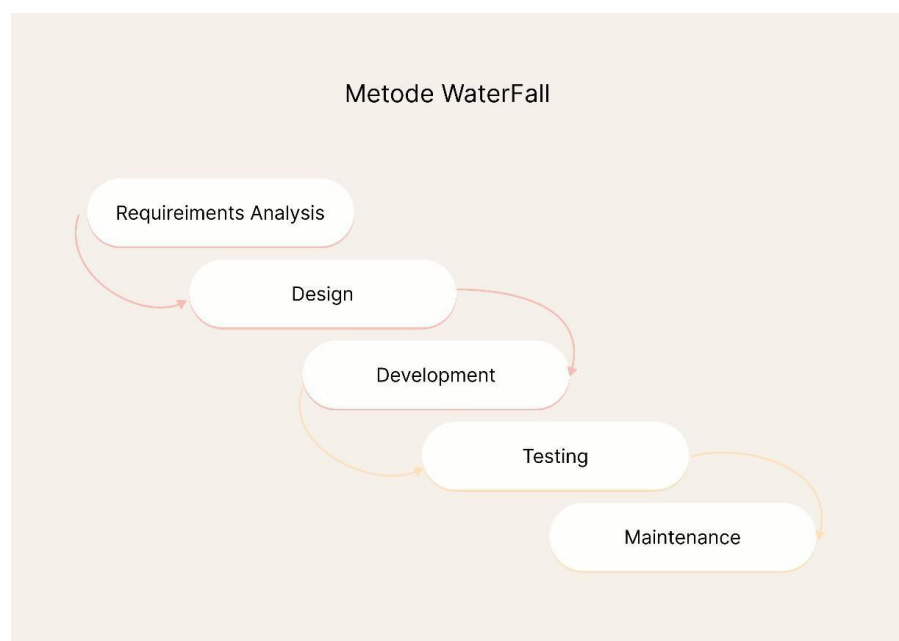 Metode WaterFall
Requireiments Analysis
Design
Development
Testing
Maintenance